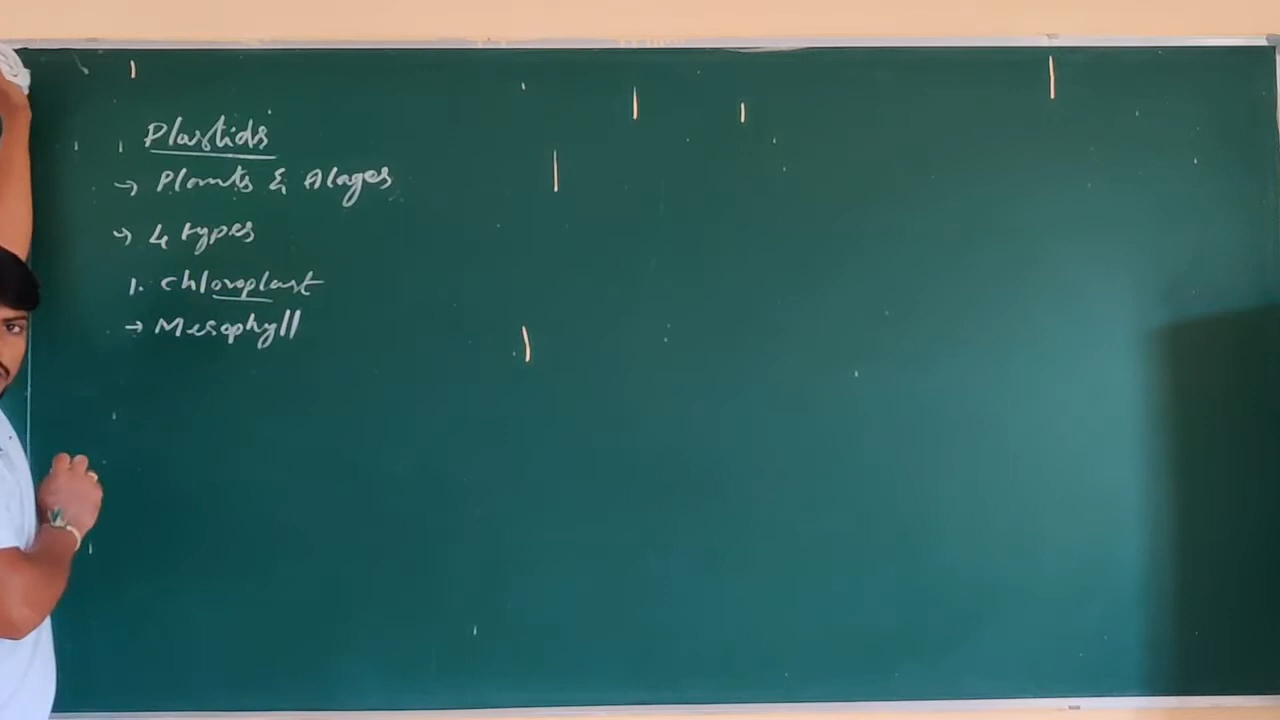 Plastids
→ Plants & Alages
→ 4 types
1. Chloroplast
→ Mesophyll